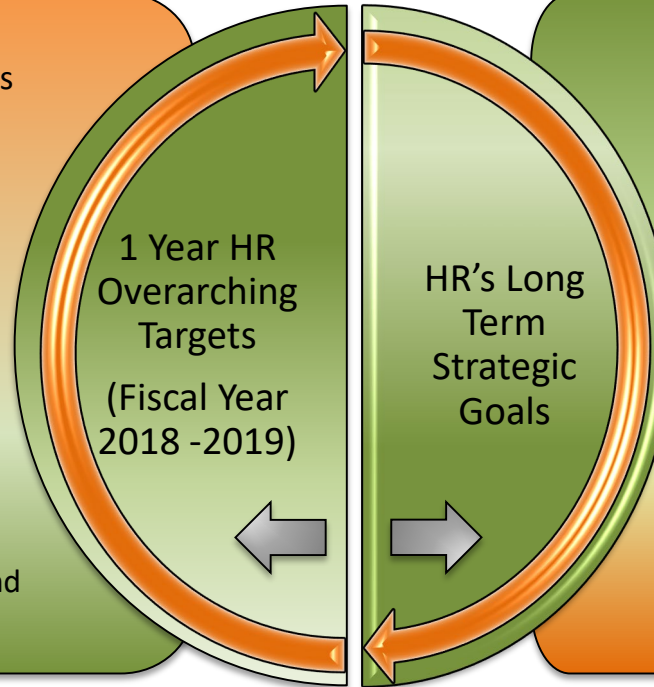 s
1 Year HR
Overarching
Targets
(Fiscal Year
2018 -2019)
HR’s Long
Term
Strategic
Goals